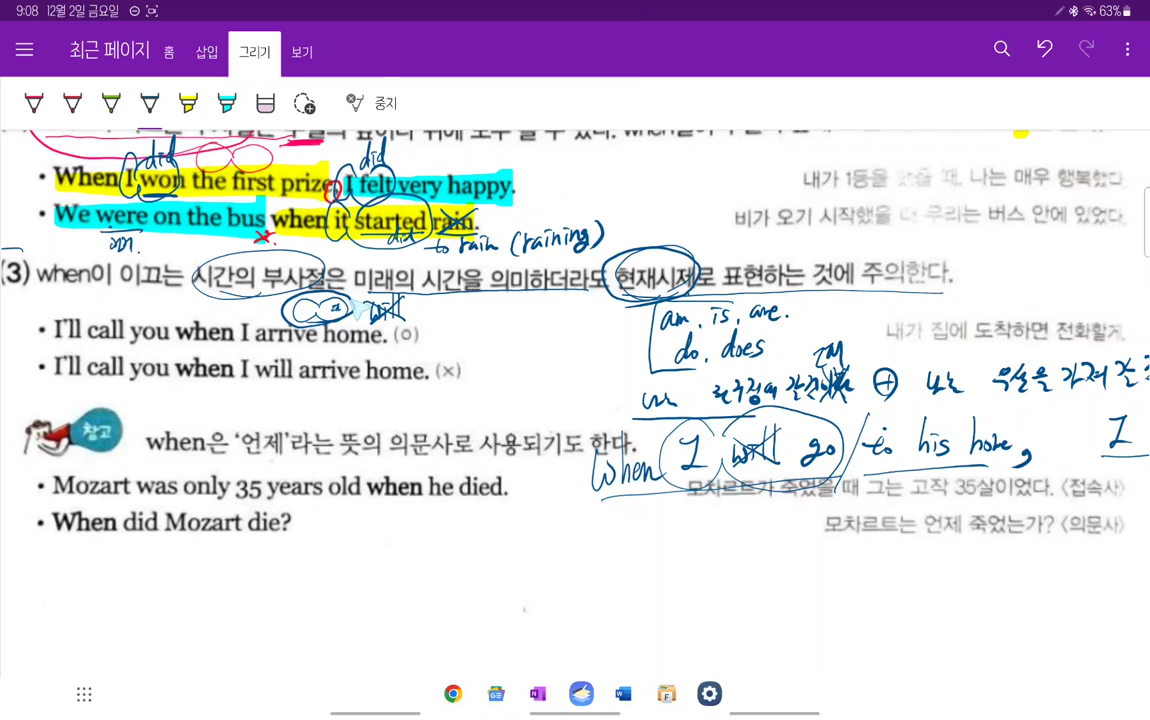 9:08 12월 2일 금요일 63%
최근 페이지 홈 삽입 그리기 보기
중지
did did
• When I won the first prize, I felt very happy. 내가 1등을 했을 때, 나는 매우 행복했다.
• We were on the bus when it started rain. 비가 오기 시작했을 때 우리는 버스 안에 있었다.
did to rain (raining)
(3) when이 이끄는 시간의 부사절은 미래의 시간을 의미하더라도 현재시제로 표현하는 것에 주의한다.
will am, is, are.
• I'll call you when I arrive home. (○) 내가 집에 도착하면 전화할게.
do, does
• I'll call you when I will arrive home. (×)
참고 when은 '언제'라는 뜻의 의문사로 사용되기도 한다.
When I will go to his home, I
• Mozart was only 35 years old when he died. 모차르트가 죽었을 때 그는 고작 35살이었다. <접속사>
• When did Mozart die? 모차르트는 언제 죽었는가? <의문사>